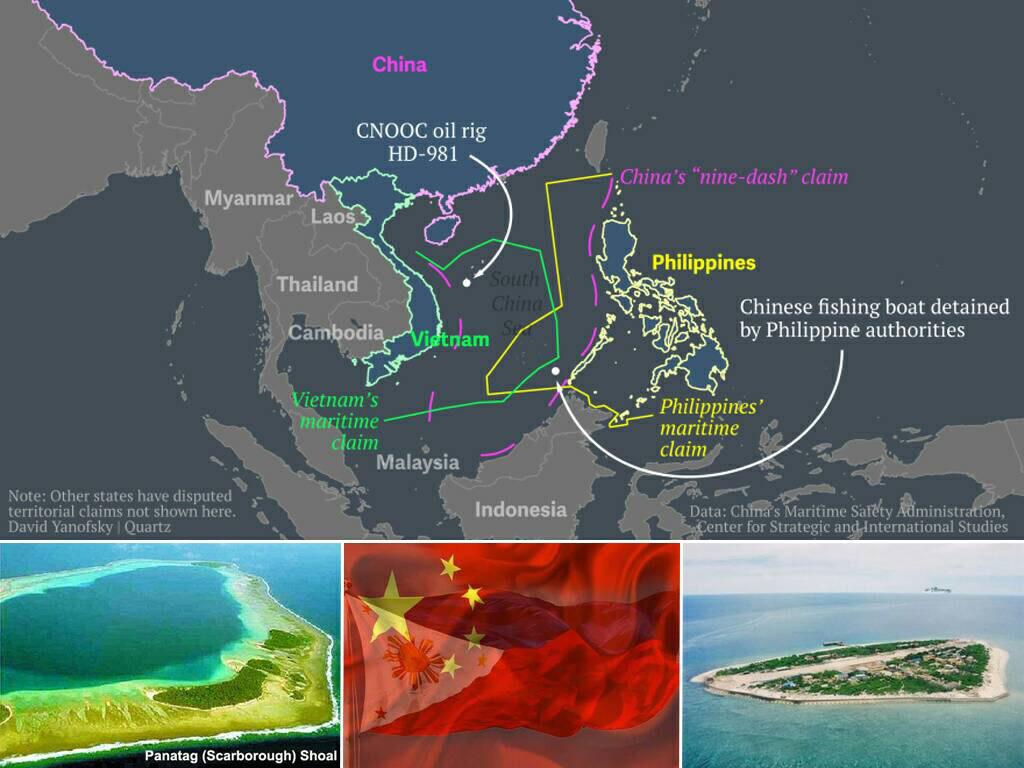 China
CNOOC oil rig
HD-981
China's “nine-dash” claim
Myanmar
Laos
Philippines
Thailand
South
China
Sea
Chinese fishing boat detained
by Philippine authorities
Cambodia
Vietnam
Vietnam's
maritime
claim
Philippines'
maritime
claim
Malaysia
Indonesia
Note: Other states have disputed
territorial claims not shown here.
David Yanofsky | Quartz
Data: China's Maritime Safety Administration,
Center for Strategic and International Studies
Panatag (Scarborough) Shoal